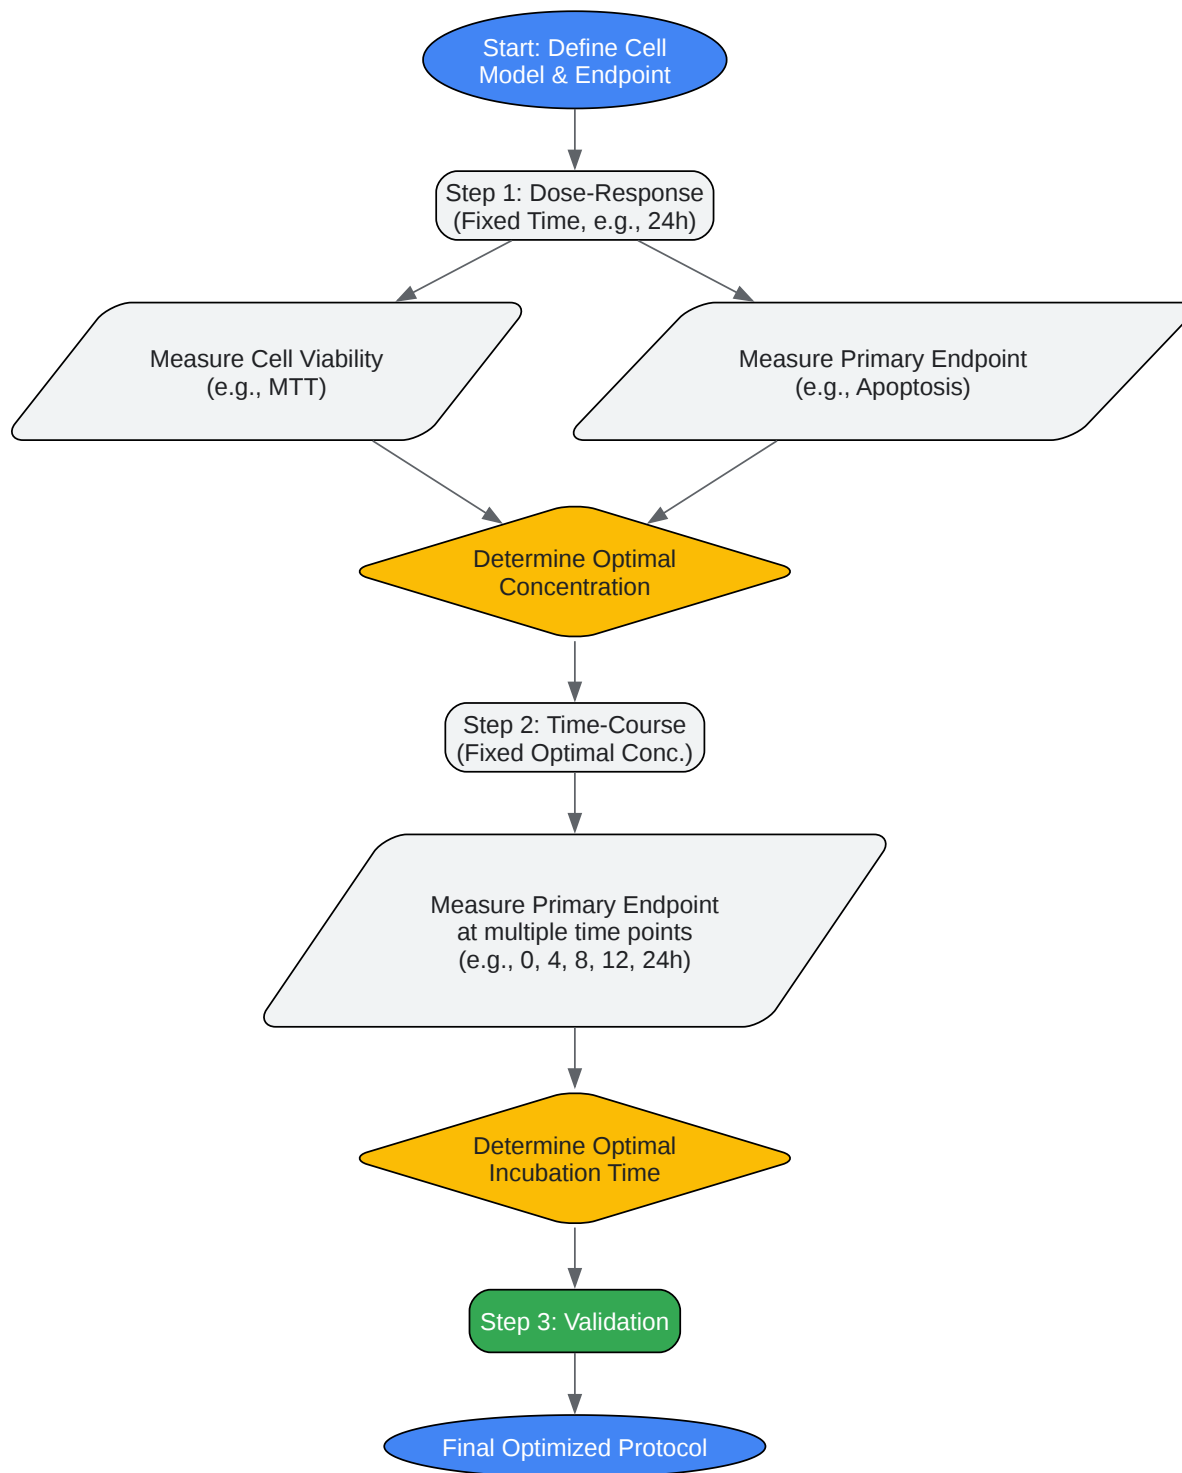 Start: Define Cell
Model & Endpoint
Step 1: Dose-Response
(Fixed Time, e.g., 24h)
Measure Cell Viability
(e.g., MTT)
Measure Primary Endpoint
(e.g., Apoptosis)
Determine Optimal
Concentration
Step 2: Time-Course
(Fixed Optimal Conc.)
Measure Primary Endpoint
at multiple time points
(e.g., 0, 4, 8, 12, 24h)
Determine Optimal
Incubation Time
Step 3: Validation
Final Optimized Protocol